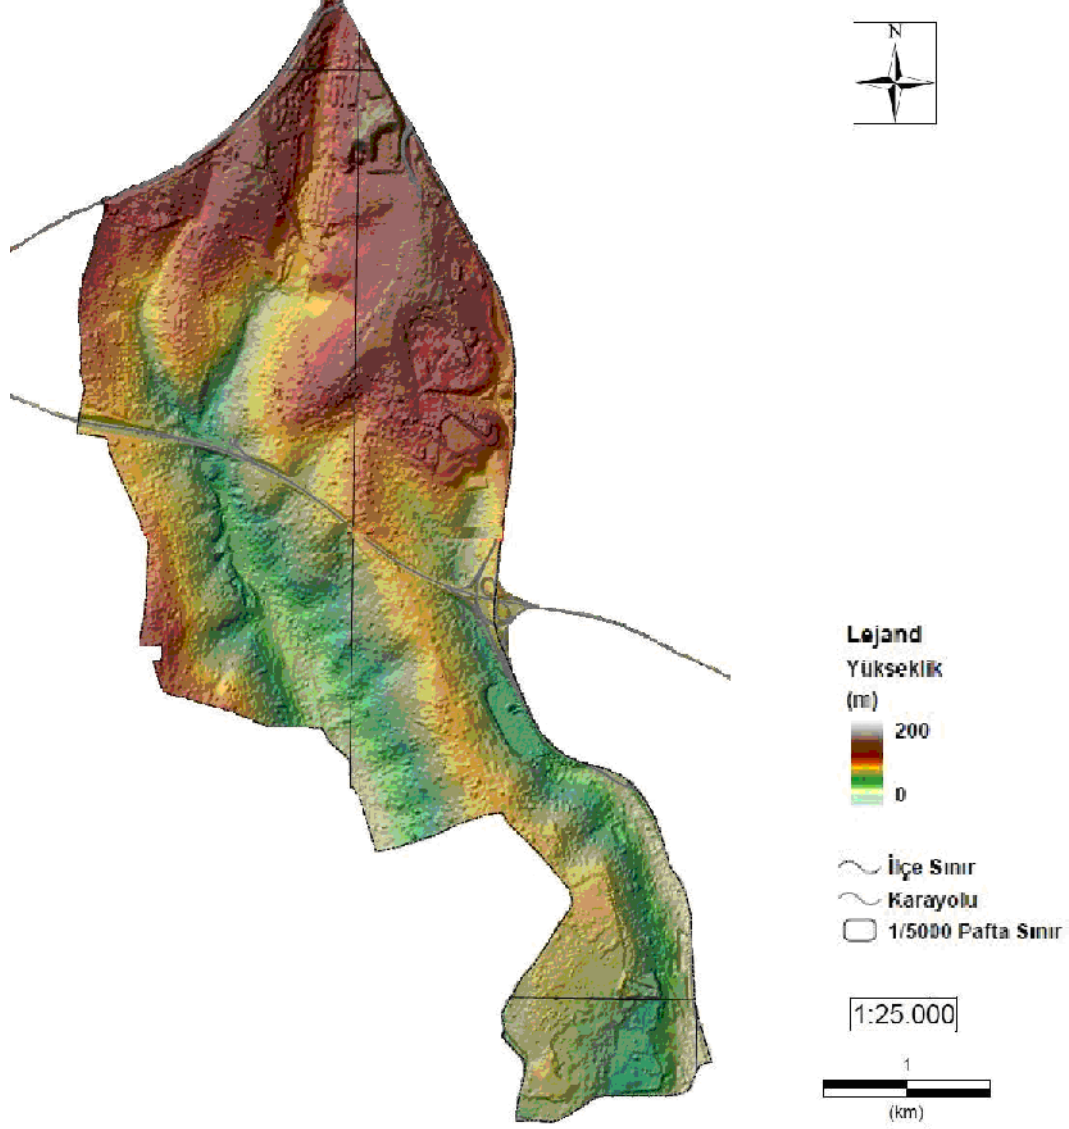 N
Lejand
Yükseklik
(m)
200
0
İlçe Sınır
Karayolu
1/5000 Pafta Sınır
1:25.000
1
(km)